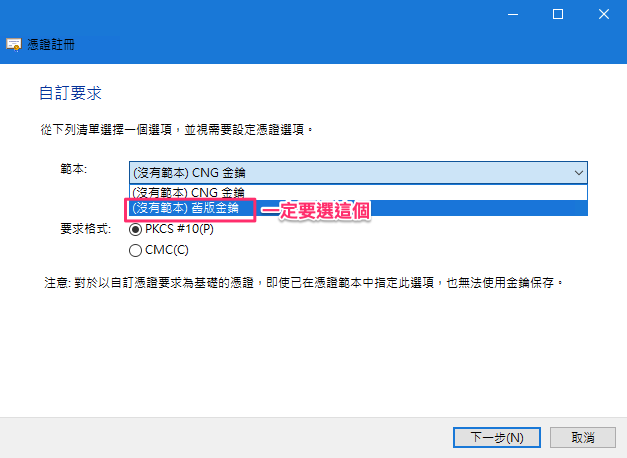 憑證註冊
自訂要求
從下列清單選擇一個選項，並視需要設定憑證選項。
範本:
(沒有範本) CNG 金鑰
(沒有範本) CNG 金鑰
(沒有範本) 舊版金鑰
一定要選這個
要求格式:
PKCS #10(P)
CMC(C)
注意: 對於以自訂憑證要求為基礎的憑證，即使已在憑證範本中指定此選項，也無法使用金鑰保存。
下一步(N)
取消